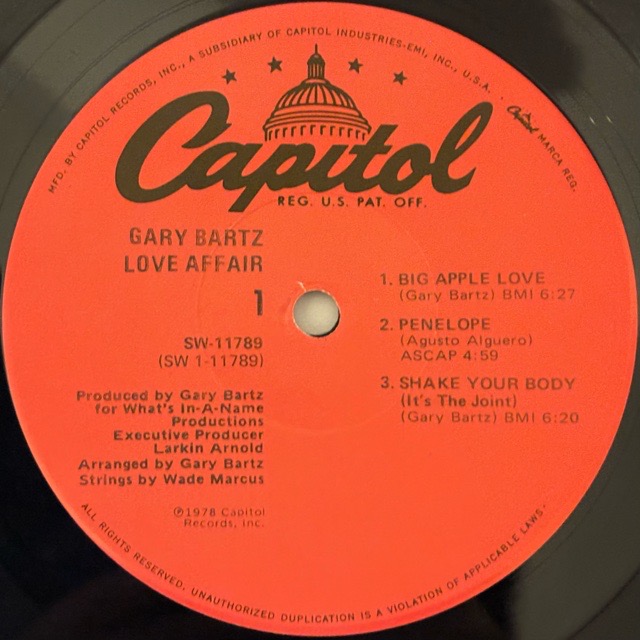 MFD. BY CAPITOL RECORDS, INC., A SUBSIDIARY OF CAPITOL INDUSTRIES-EMI, INC., U.S.A. · Capitol MARCA REG.
Capitol
REG. U.S. PAT. OFF.
GARY BARTZ
LOVE AFFAIR
1
SW-11789
(SW 1-11789)
Produced by Gary Bartz
for What's In-A-Name
Productions
Executive Producer
Larkin Arnold
Arranged by Gary Bartz
Strings by Wade Marcus
℗1978 Capitol
Records, Inc.
1. BIG APPLE LOVE
(Gary Bartz) BMI 6:27
2. PENELOPE
(Agusto Alguero)
ASCAP 4:59
3. SHAKE YOUR BODY
(It's The Joint)
(Gary Bartz) BMI 6:20
ALL RIGHTS RESERVED. UNAUTHORIZED DUPLICATION IS A VIOLATION OF APPLICABLE LAWS.